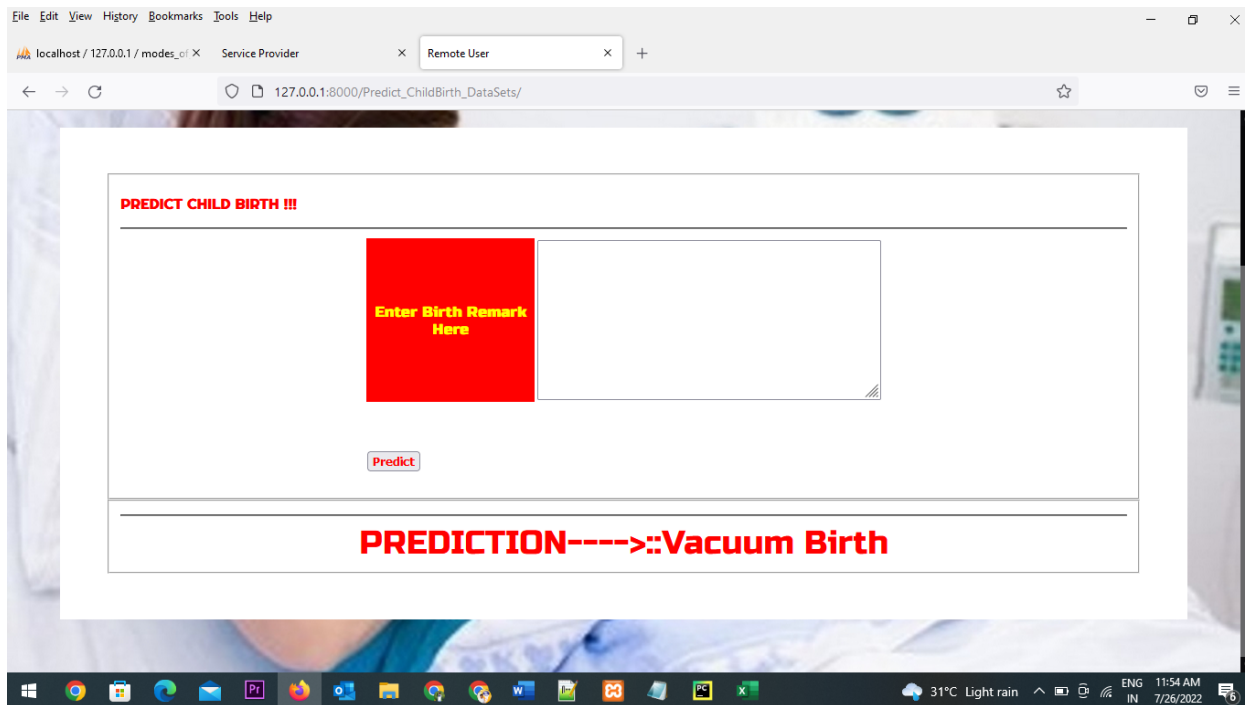 File Edit View History Bookmarks Tools Help
localhost / 127.0.0.1 / modes_of
Service Provider
Remote User
127.0.0.1:8000/Predict_ChildBirth_DataSets/
PREDICT CHILD BIRTH !!!
Enter Birth Remark
Here
Predict
PREDICTION---->::Vacuum Birth
31°C Light rain
ENG
IN
11:54 AM
7/26/2022
6